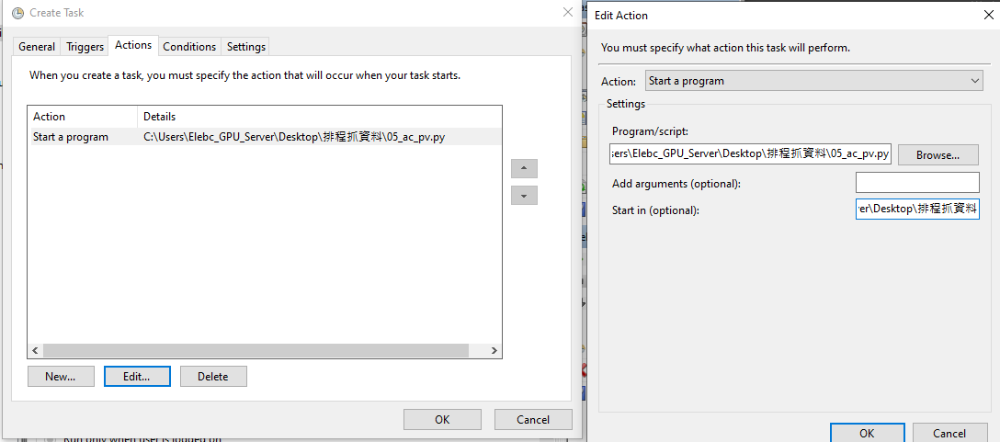 Create Task
General Triggers Actions Conditions Settings
When you create a task, you must specify the action that will occur when your task starts.
Action Details
Start a program C:\Users\Elebc_GPU_Server\Desktop\排程抓資料\05_ac_pv.py
New... Edit... Delete
OK Cancel
Run only when user is logged on
Edit Action
You must specify what action this task will perform.
Action: Start a program
Settings
Program/script:
sers\Elebc_GPU_Server\Desktop\排程抓資料\05_ac_pv.py Browse...
Add arguments (optional):
Start in (optional): ver\Desktop\排程抓資料
OK Cancel